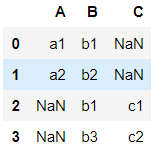 A B C
0 a1 b1 NaN
1 a2 b2 NaN
2 NaN b1 c1
3 NaN b3 c2